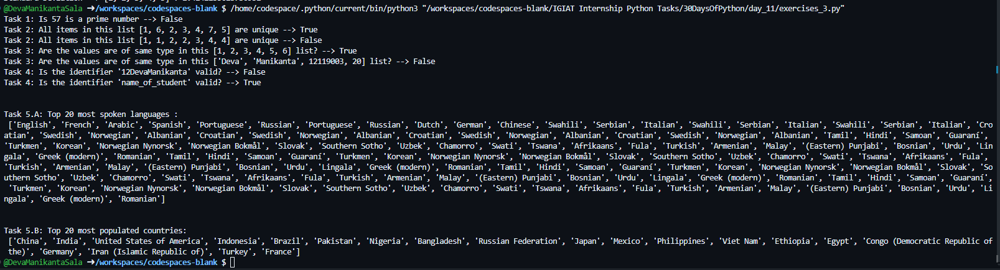 @DevaManikantaSala ➜/workspaces/codespaces-blank $ /home/codespace/.python/current/bin/python3 "/workspaces/codespaces-blank/IGIAT Internship Python Tasks/30DaysOfPython/day_11/exercises_3.py"
Task 1: Is 57 is a prime number --> False
Task 2: All items in this list [1, 6, 2, 3, 4, 7, 5] are unique --> True
Task 2: All items in this list [1, 1, 2, 2, 3, 4, 4] are unique --> False
Task 3: Are the values are of same type in this [1, 2, 3, 4, 5, 6] list? --> True
Task 3: Are the values are of same type in this ['Deva', 'Manikanta', 12119003, 20] list? --> False
Task 4: Is the identifier '12DevaManikanta' valid? --> False
Task 4: Is the identifier 'name_of_student' valid? --> True
Task 5.A: Top 20 most spoken languages :
['English', 'French', 'Arabic', 'Spanish', 'Portuguese', 'Russian', 'Portuguese', 'Russian', 'Dutch', 'German', 'Chinese', 'Swahili', 'Serbian', 'Italian', 'Swahili', 'Serbian', 'Italian', 'Swahili', 'Serbian', 'Italian', 'Cro
atian', 'Swedish', 'Norwegian', 'Albanian', 'Croatian', 'Swedish', 'Norwegian', 'Albanian', 'Croatian', 'Swedish', 'Norwegian', 'Albanian', 'Croatian', 'Swedish', 'Norwegian', 'Albanian', 'Tamil', 'Hindi', 'Samoan', 'Guaraní',
'Turkmen', 'Korean', 'Norwegian Nynorsk', 'Norwegian Bokmål', 'Slovak', 'Southern Sotho', 'Uzbek', 'Chamorro', 'Swati', 'Tswana', 'Afrikaans', 'Fula', 'Turkish', 'Armenian', 'Malay', '(Eastern) Punjabi', 'Bosnian', 'Urdu', 'Lin
gala', 'Greek (modern)', 'Romanian', 'Tamil', 'Hindi', 'Samoan', 'Guaraní', 'Turkmen', 'Korean', 'Norwegian Nynorsk', 'Norwegian Bokmål', 'Slovak', 'Southern Sotho', 'Uzbek', 'Chamorro', 'Swati', 'Tswana', 'Afrikaans', 'Fula',
'Turkish', 'Armenian', 'Malay', '(Eastern) Punjabi', 'Bosnian', 'Urdu', 'Lingala', 'Greek (modern)', 'Romanian', 'Tamil', 'Hindi', 'Samoan', 'Guaraní', 'Turkmen', 'Korean', 'Norwegian Nynorsk', 'Norwegian Bokmål', 'Slovak', 'So
uthern Sotho', 'Uzbek', 'Chamorro', 'Swati', 'Tswana', 'Afrikaans', 'Fula', 'Turkish', 'Armenian', 'Malay', '(Eastern) Punjabi', 'Bosnian', 'Urdu', 'Lingala', 'Greek (modern)', 'Romanian', 'Tamil', 'Hindi', 'Samoan', 'Guaraní',
'Turkmen', 'Korean', 'Norwegian Nynorsk', 'Norwegian Bokmål', 'Slovak', 'Southern Sotho', 'Uzbek', 'Chamorro', 'Swati', 'Tswana', 'Afrikaans', 'Fula', 'Turkish', 'Armenian', 'Malay', '(Eastern) Punjabi', 'Bosnian', 'Urdu', 'Li
ngala', 'Greek (modern)', 'Romanian']
Task 5.B: Top 20 most populated countries:
['China', 'India', 'United States of America', 'Indonesia', 'Brazil', 'Pakistan', 'Nigeria', 'Bangladesh', 'Russian Federation', 'Japan', 'Mexico', 'Philippines', 'Viet Nam', 'Ethiopia', 'Egypt', 'Congo (Democratic Republic of
the)', 'Germany', 'Iran (Islamic Republic of)', 'Turkey', 'France']
@DevaManikantaSala ➜/workspaces/codespaces-blank $